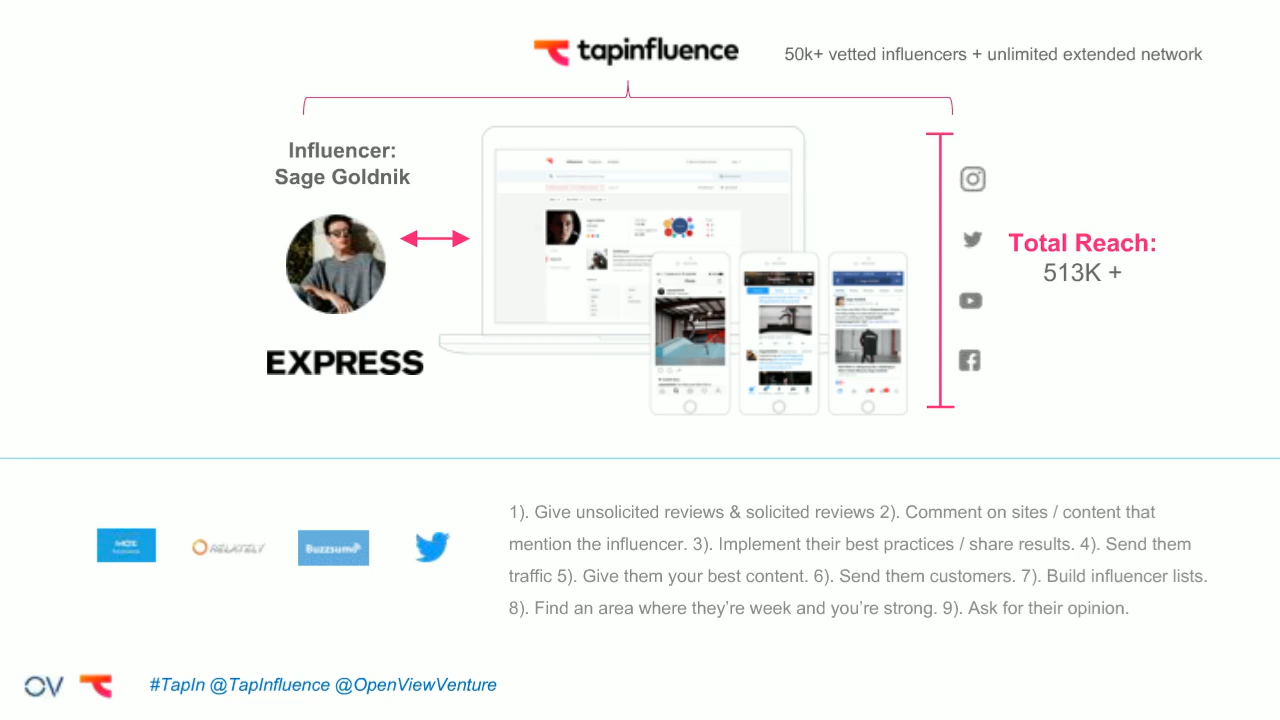 tapinfluence
50k+ vetted influencers + unlimited extended network
Influencer:
Sage Goldnik
EXPRESS
Total Reach:
513K +
RELATELY
Buzzsumo
1). Give unsolicited reviews & solicited reviews 2). Comment on sites / content that
mention the influencer. 3). Implement their best practices / share results. 4). Send them
traffic 5). Give them your best content. 6). Send them customers. 7). Build influencer lists.
8). Find an area where they're week and you're strong. 9). Ask for their opinion.
OV
#TapIn @TapInfluence @OpenViewVenture